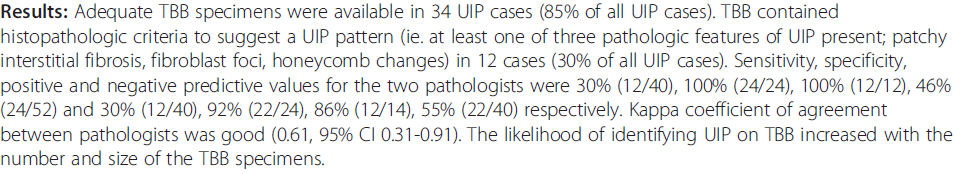 Results: Adequate TBB specimens were available in 34 UIP cases (85% of all UIP cases). TBB contained
histopathologic criteria to suggest a UIP pattern (ie. at least one of three pathologic features of UIP present; patchy
interstitial fibrosis, fibroblast foci, honeycomb changes) in 12 cases (30% of all UIP cases). Sensitivity, specificity,
positive and negative predictive values for the two pathologists were 30% (12/40), 100% (24/24), 100% (12/12), 46%
(24/52) and 30% (12/40), 92% (22/24), 86% (12/14), 55% (22/40) respectively. Kappa coefficient of agreement
between pathologists was good (0.61, 95% CI 0.31-0.91). The likelihood of identifying UIP on TBB increased with the
number and size of the TBB specimens.